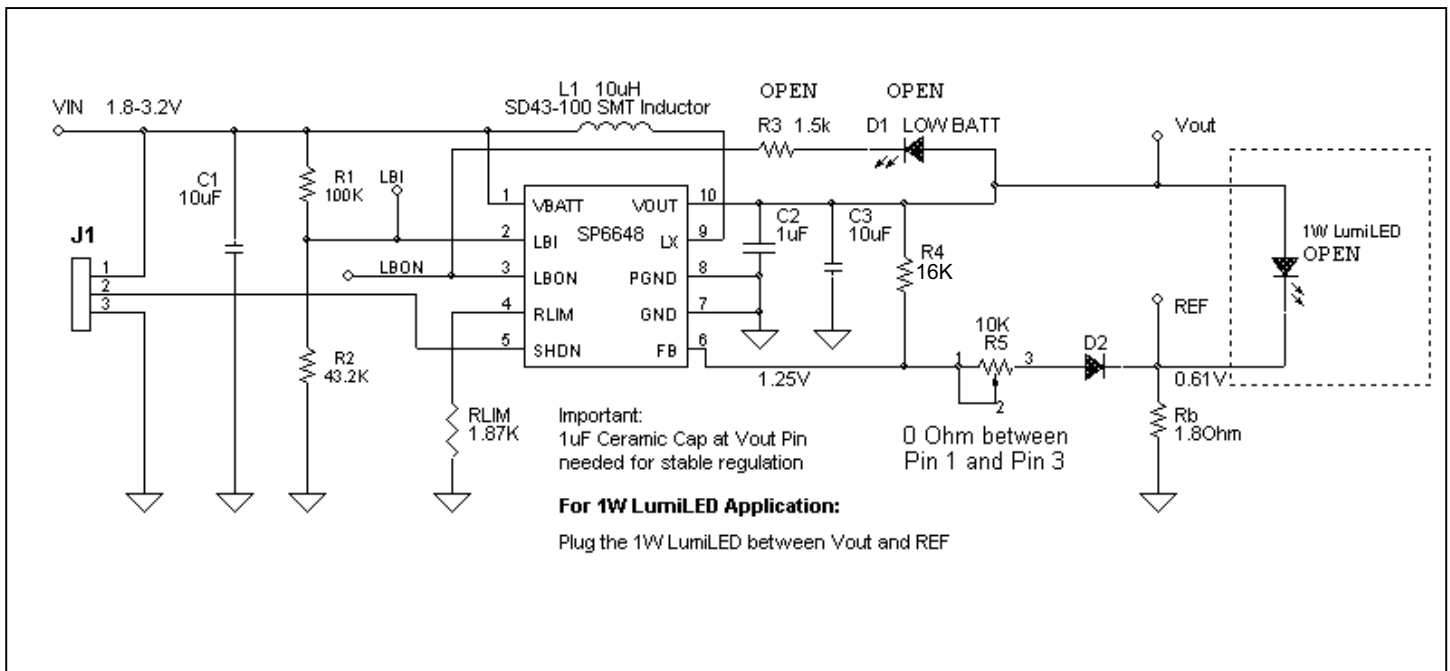 VIN 1.8-3.2V
L1 10uH
SD43-100 SMT Inductor
OPEN
OPEN
R3 1.5k
D1 LOW BATT
Vout
C1
10uF
R1
100K
LBI
1
VBATT
VOUT
10
2
LBI
SP6648
LX
9
3
LBON
PGND
8
4
RLIM
GND
7
5
SHDN
FB
6
LBON
C2
1uF
C3
10uF
R4
16K
1W LumiLED
OPEN
J1
1
2
3
R2
43.2K
RLIM
1.87K
1.25V
10K
R5
1
3
2
D2
REF
0.61V
Rb
1.8Ohm
0 Ohm between
Pin 1 and Pin 3
Important:
1uF Ceramic Cap at Vout Pin
needed for stable regulation
For 1W LumiLED Application:
Plug the 1W LumiLED between Vout and REF